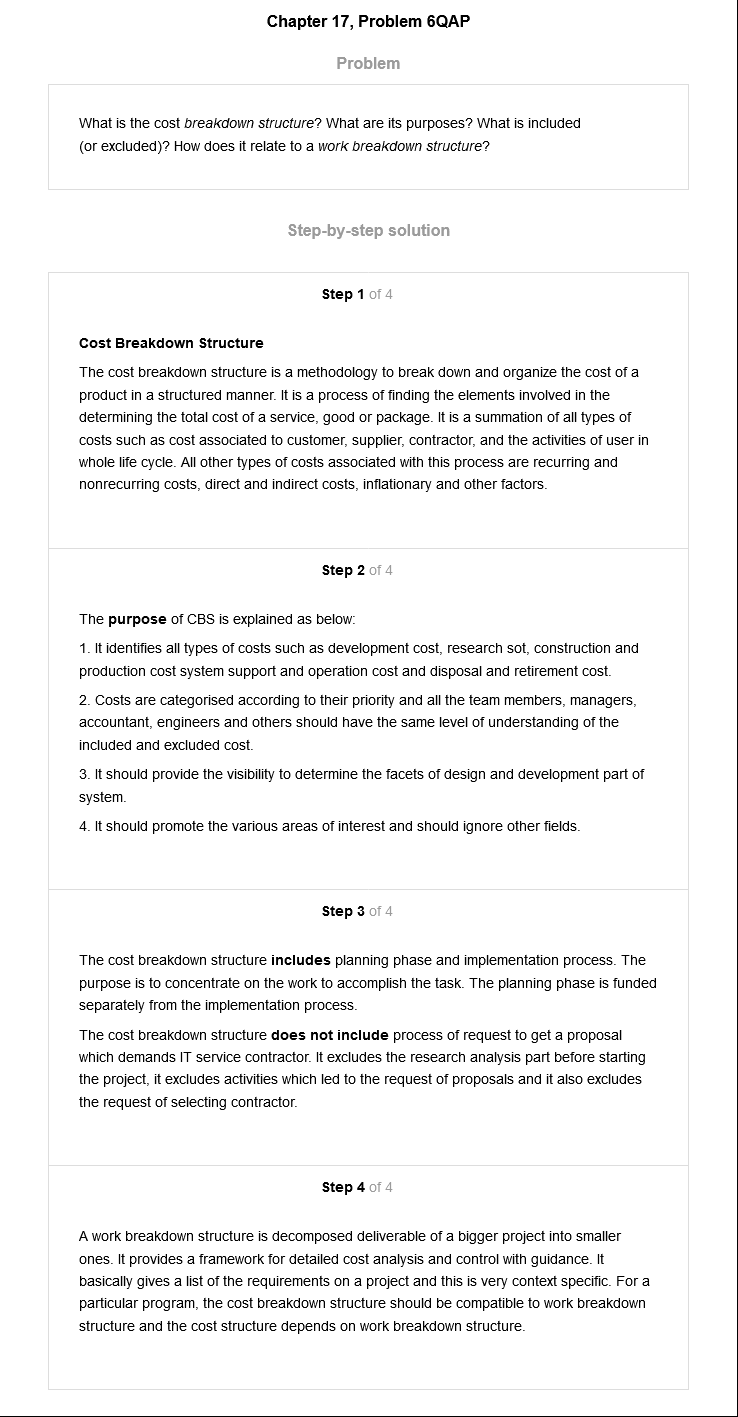 Chapter 17, Problem 6QAP
Problem
What is the cost breakdown structure? What are its purposes? What is included
(or excluded)? How does it relate to a work breakdown structure?
Step-by-step solution
Step 1 of 4
Cost Breakdown Structure
The cost breakdown structure is a methodology to break down and organize the cost of a
product in a structured manner. It is a process of finding the elements involved in the
determining the total cost of a service, good or package. It is a summation of all types of
costs such as cost associated to customer, supplier, contractor, and the activities of user in
whole life cycle. All other types of costs associated with this process are recurring and
nonrecurring costs, direct and indirect costs, inflationary and other factors.
Step 2 of 4
The purpose of CBS is explained as below:
1. It identifies all types of costs such as development cost, research sot, construction and
production cost system support and operation cost and disposal and retirement cost.
2. Costs are categorised according to their priority and all the team members, managers,
accountant, engineers and others should have the same level of understanding of the
included and excluded cost.
3. It should provide the visibility to determine the facets of design and development part of
system.
4. It should promote the various areas of interest and should ignore other fields.
Step 3 of 4
The cost breakdown structure includes planning phase and implementation process. The
purpose is to concentrate on the work to accomplish the task. The planning phase is funded
separately from the implementation process.
The cost breakdown structure does not include process of request to get a proposal
which demands IT service contractor. It excludes the research analysis part before starting
the project, it excludes activities which led to the request of proposals and it also excludes
the request of selecting contractor.
Step 4 of 4
A work breakdown structure is decomposed deliverable of a bigger project into smaller
ones. It provides a framework for detailed cost analysis and control with guidance. It
basically gives a list of the requirements on a project and this is very context specific. For a
particular program, the cost breakdown structure should be compatible to work breakdown
structure and the cost structure depends on work breakdown structure.